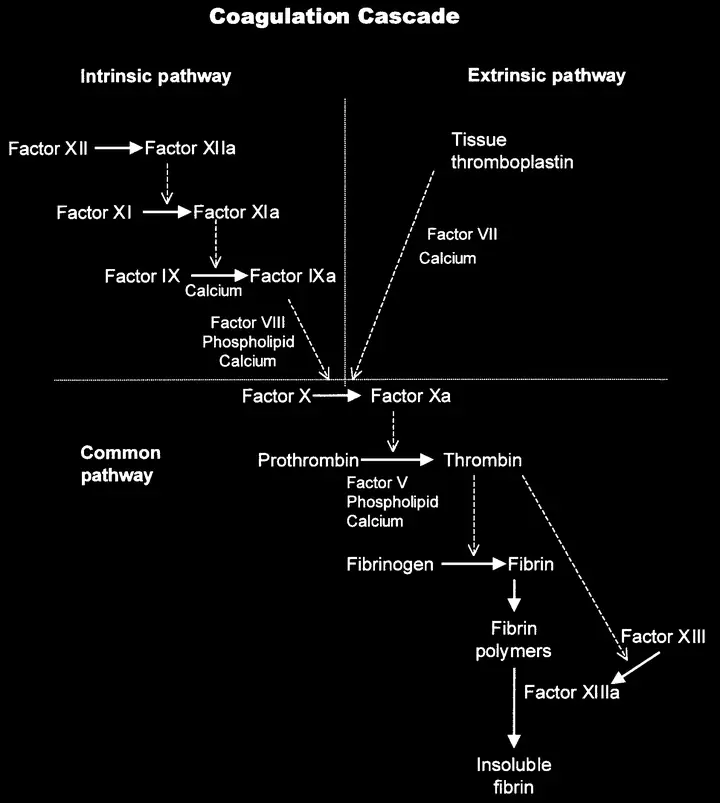 Coagulation Cascade
Intrinsic pathway
Extrinsic pathway
Factor XII
Factor XIIa
Tissue
thromboplastin
Factor XI
Factor XIa
Factor VII
Calcium
Factor IX
Factor IXa
Calcium
Factor VIII
Phospholipid
Calcium
Factor X
Factor Xa
Common
pathway
Prothrombin
Thrombin
Factor V
Phospholipid
Calcium
Fibrinogen
Fibrin
Fibrin
polymers
Factor XIII
Factor XIIIa
Insoluble
fibrin